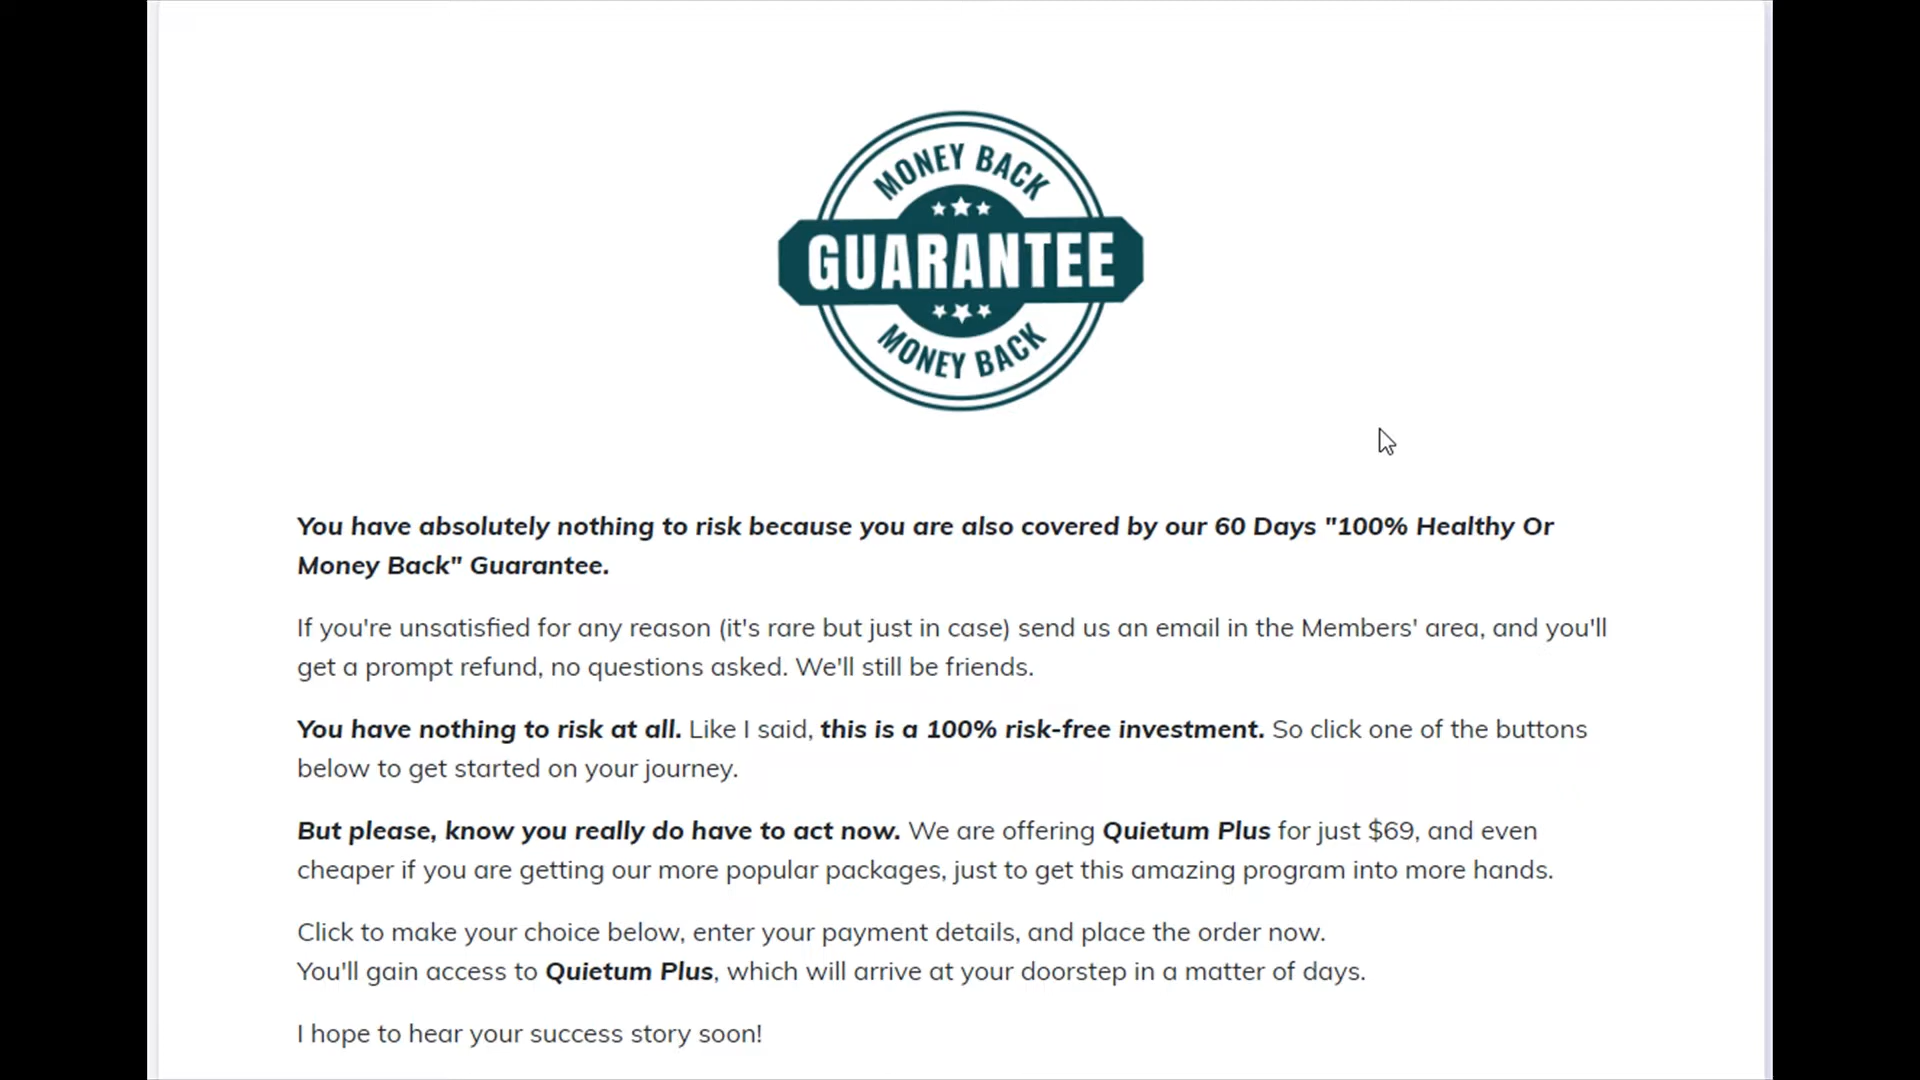 MONEY BACK
GUARANTEE
MONEY BACK
You have absolutely nothing to risk because you are also covered by our 60 Days "100% Healthy Or
Money Back" Guarantee.
If you're unsatisfied for any reason (it's rare but just in case) send us an email in the Members' area, and you'll
get a prompt refund, no questions asked. We'll still be friends.
You have nothing to risk at all. Like I said, this is a 100% risk-free investment. So click one of the buttons
below to get started on your journey.
But please, know you really do have to act now. We are offering Quietum Plus for just $69, and even
cheaper if you are getting our more popular packages, just to get this amazing program into more hands.
Click to make your choice below, enter your payment details, and place the order now.
You'll gain access to Quietum Plus, which will arrive at your doorstep in a matter of days.
I hope to hear your success story soon!